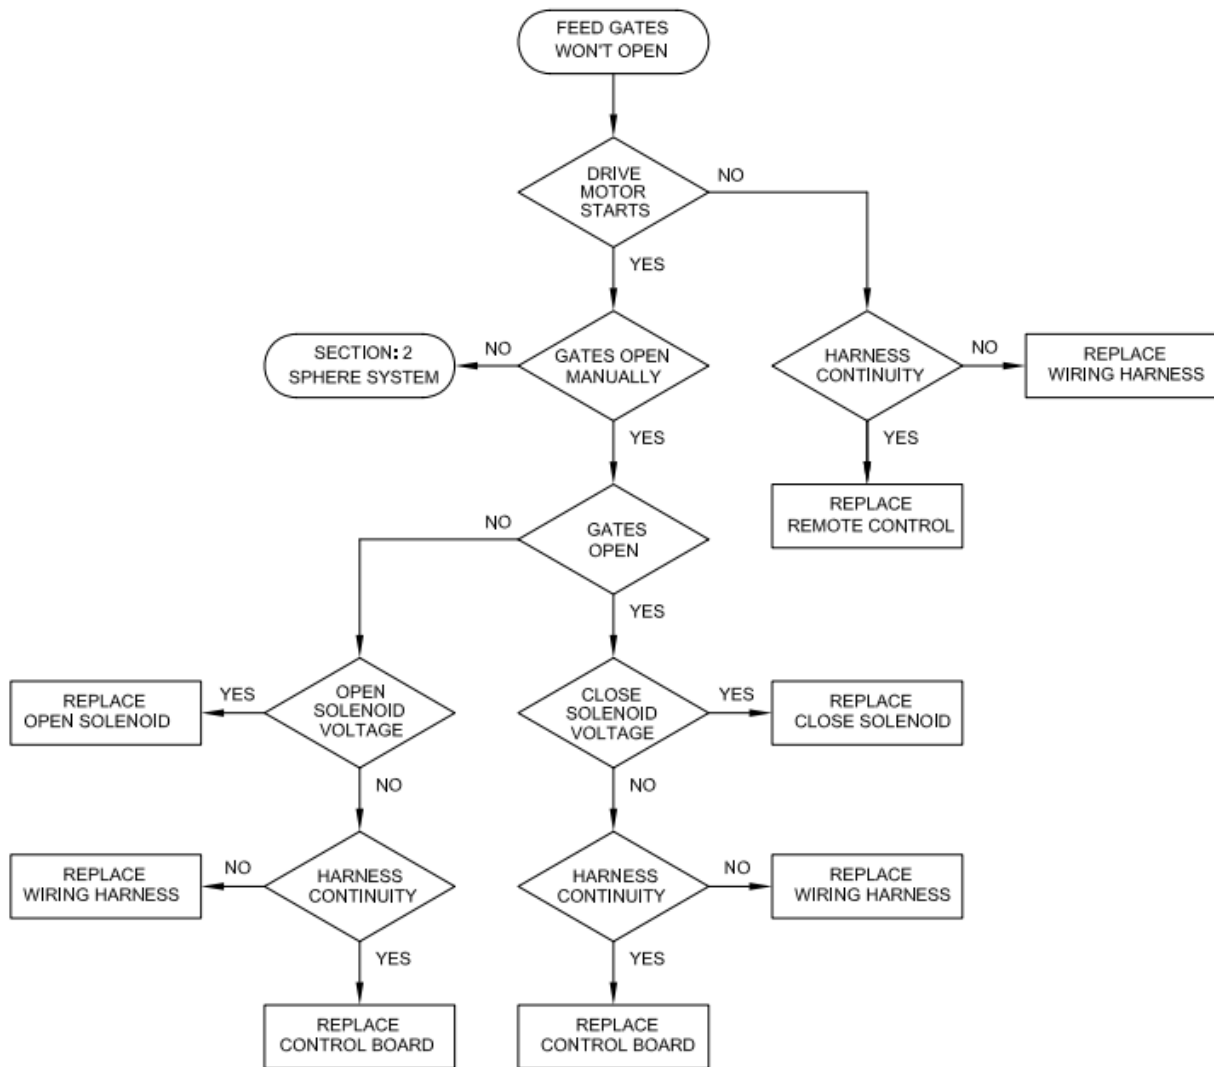 FEED GATES
WON'T OPEN
DRIVE
MOTOR
STARTS
NO
YES
SECTION: 2
SPHERE SYSTEM
NO
GATES OPEN
MANUALLY
HARNESS
CONTINUITY
NO
REPLACE
WIRING HARNESS
YES
YES
REPLACE
REMOTE CONTROL
NO
GATES
OPEN
YES
REPLACE
OPEN SOLENOID
YES
OPEN
SOLENOID
VOLTAGE
CLOSE
SOLENOID
VOLTAGE
YES
REPLACE
CLOSE SOLENOID
NO
NO
REPLACE
WIRING HARNESS
NO
HARNESS
CONTINUITY
HARNESS
CONTINUITY
NO
REPLACE
WIRING HARNESS
YES
YES
REPLACE
CONTROL BOARD
REPLACE
CONTROL BOARD